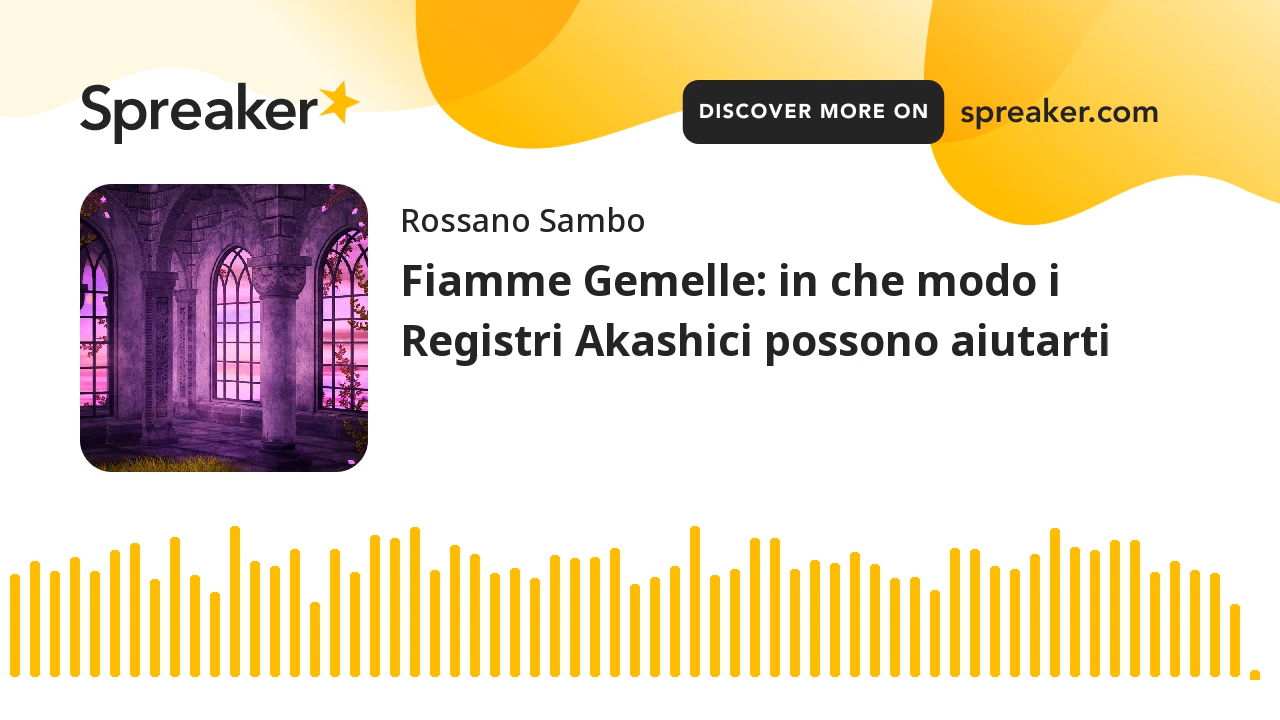 Spreaker
DISCOVER MORE ON spreaker.com
Rossano Sambo
Fiamme Gemelle: in che modo i
Registri Akashici possono aiutarti